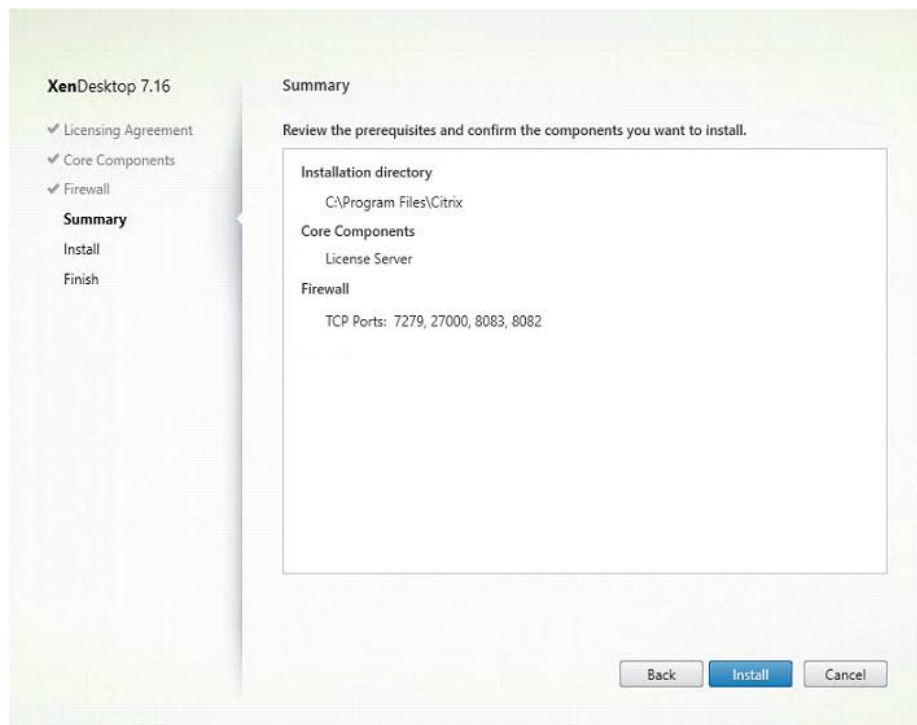 XenDesktop 7.16
Licensing Agreement
Core Components
Firewall
Summary
Install
Finish
Summary
Review the prerequisites and confirm the components you want to install.
Installation directory
C:\Program Files\Citrix
Core Components
License Server
Firewall
TCP Ports: 7279, 27000, 8083, 8082
Back Install Cancel